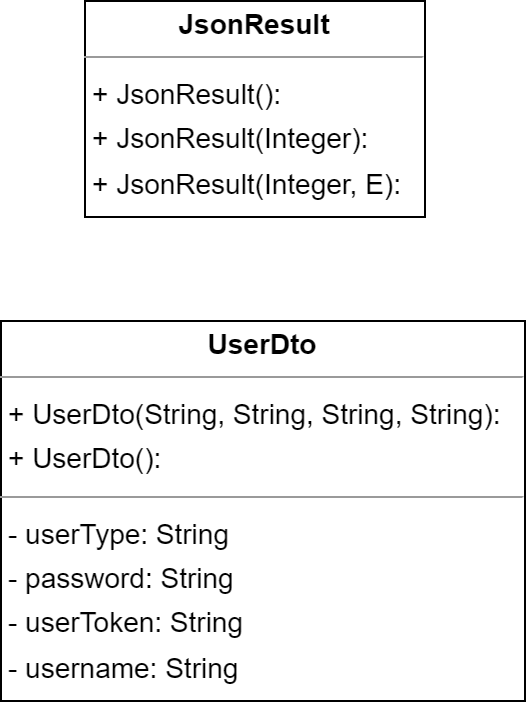 JsonResult
+ JsonResult():
+ JsonResult(Integer):
+ JsonResult(Integer, E):
UserDto
+ UserDto(String, String, String, String):
+ UserDto():
- userType: String
- password: String
- userToken: String
- username: String